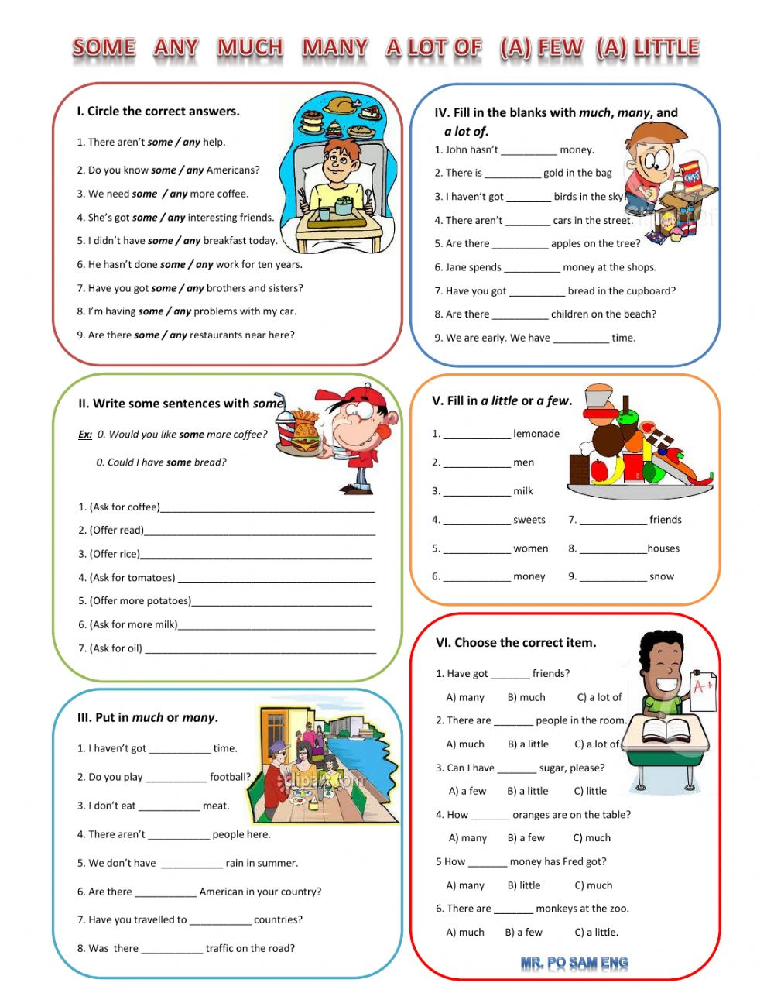 SOME ANY MUCH MANY A LOT OF (A) FEW (A) LITTLE
I. Circle the correct answers.
1. There aren't some / any help.
2. Do you know some / any Americans?
3. We need some / any more coffee.
4. She's got some / any interesting friends.
5. I didn't have some / any breakfast today.
6. He hasn't done some / any work for ten years.
7. Have you got some / any brothers and sisters?
8. I'm having some / any problems with my car.
9. Are there some / any restaurants near here?
II. Write some sentences with some.
Ex: 0. Would you like some more coffee?
0. Could I have some bread?
1. (Ask for coffee)____________________________________
2. (Offer read)_______________________________________
3. (Offer rice)_______________________________________
4. (Ask for tomatoes) _________________________________
5. (Offer more potatoes)______________________________
6. (Ask for more milk)_________________________________
7. (Ask for oil) _______________________________________
III. Put in much or many.
1. I haven't got ___________ time.
2. Do you play ___________ football?
3. I don't eat ___________ meat.
4. There aren't ___________ people here.
5. We don't have ___________ rain in summer.
6. Are there ___________ American in your country?
7. Have you travelled to ___________ countries?
8. Was there ___________ traffic on the road?
IV. Fill in the blanks with much, many, and
a lot of.
1. John hasn't __________ money.
2. There is __________ gold in the bag
3. I haven't got ________ birds in the sky!
4. There aren't ________ cars in the street.
5. Are there __________ apples on the tree?
6. Jane spends __________ money at the shops.
7. Have you got __________ bread in the cupboard?
8. Are there __________ children on the beach?
9. We are early. We have __________ time.
V. Fill in a little or a few.
1. ____________ lemonade
2. ____________ men
3. ____________ milk
4. ____________ sweets 7. ____________ friends
5. ____________ women 8. ____________houses
6. ____________ money 9. ____________ snow
VI. Choose the correct item.
1. Have got _______ friends?
A) many B) much C) a lot of
2. There are _______ people in the room.
A) much B) a little C) a lot of
3. Can I have _______ sugar, please?
A) a few B) a little C) little
4. How _______ oranges are on the table?
A) many B) a few C) much
5 How _______ money has Fred got?
A) many B) little C) much
6. There are _______ monkeys at the zoo.
A) much B) a few C) a little.
A+
MR. PO SAM ENG